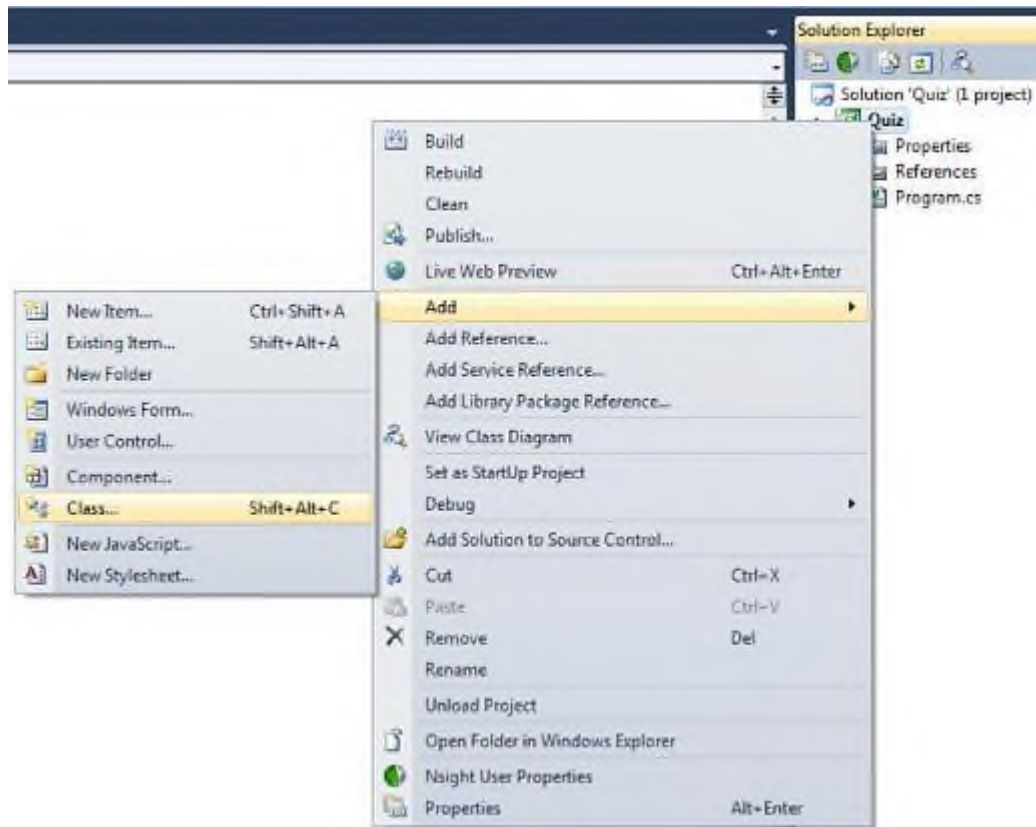 Solution Explorer
Solution 'Quiz' (1 project)
Quiz
Properties
References
Program.cs
Build
Rebuild
Clean
Publish...
Live Web Preview Ctrl+Alt+Enter
Add
Add Reference...
Add Service Reference...
Add Library Package Reference...
View Class Diagram
Set as StartUp Project
Debug
Add Solution to Source Control...
Cut Ctrl+X
Paste Ctrl+V
Remove Del
Rename
Unload Project
Open Folder in Windows Explorer
Nsight User Properties
Properties Alt+Enter
New Item... Ctrl+Shift+A
Existing Item... Shift+Alt+A
New Folder
Windows Form...
User Control...
Component...
Class... Shift+Alt+C
New JavaScript...
New Stylesheet...